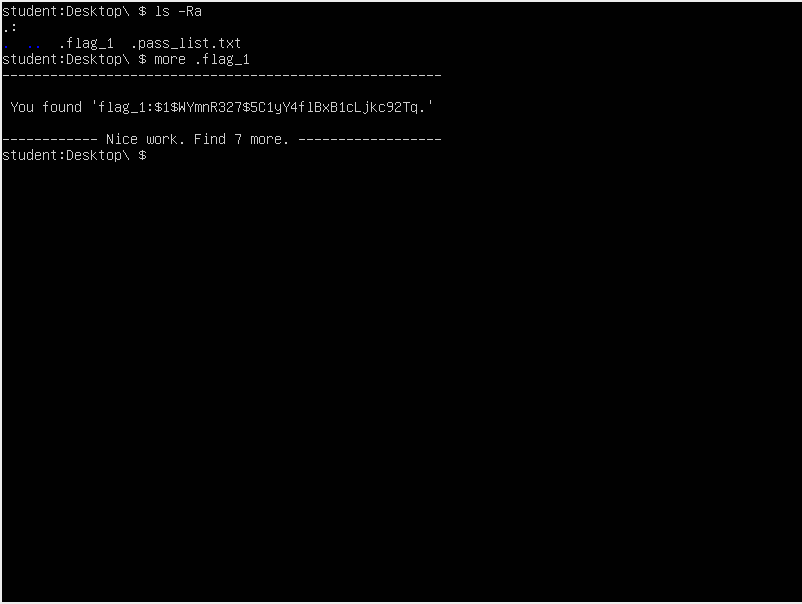 student:Desktop\ $ ls -Ra
.:
.  ..  .flag_1  .pass_list.txt
student:Desktop\ $ more .flag_1
-------------------------------------------------------
You found 'flag_1:$1$WYmnR327$5C1yY4flBxB1cLjkc92Tq.'
------------ Nice work. Find 7 more. ------------------
student:Desktop\ $